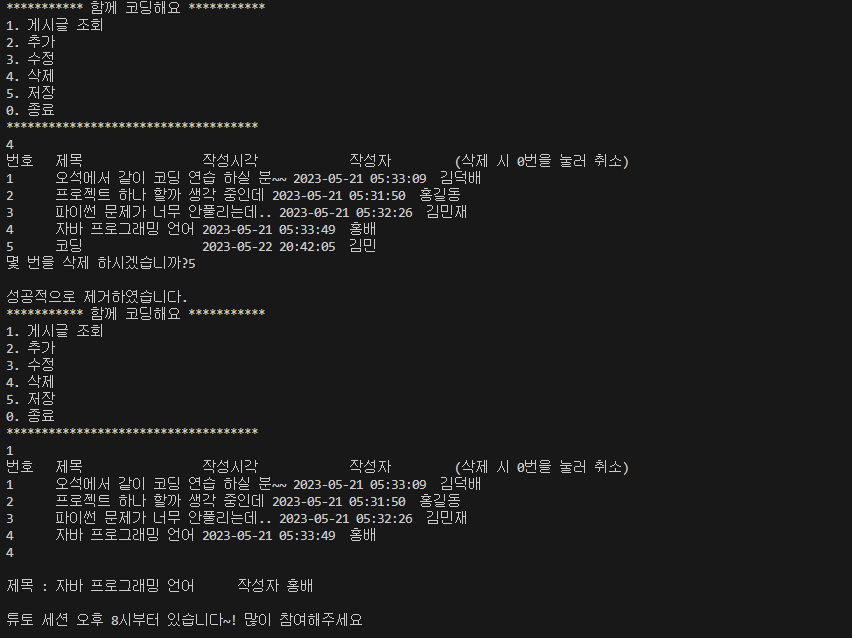 *********** 함께 코딩해요 ***********
1. 게시글 조회
2. 추가
3. 수정
4. 삭제
5. 저장
0. 종료
************************************
4
번호 제목 작성시각 작성자 (삭제 시 0번을 눌러 취소)
1 오석에서 같이 코딩 연습 하실 분~~ 2023-05-21 05:33:09 김덕배
2 프로젝트 하나 할까 생각 중인데 2023-05-21 05:31:50 홍길동
3 파이썬 문제가 너무 안풀리는데.. 2023-05-21 05:32:26 김민재
4 자바 프로그래밍 언어 2023-05-21 05:33:49 홍배
5 코딩 2023-05-22 20:42:05 김민
몇 번을 삭제 하시겠습니까?5
성공적으로 제거하였습니다.
*********** 함께 코딩해요 ***********
1. 게시글 조회
2. 추가
3. 수정
4. 삭제
5. 저장
0. 종료
************************************
1
번호 제목 작성시각 작성자 (삭제 시 0번을 눌러 취소)
1 오석에서 같이 코딩 연습 하실 분~~ 2023-05-21 05:33:09 김덕배
2 프로젝트 하나 할까 생각 중인데 2023-05-21 05:31:50 홍길동
3 파이썬 문제가 너무 안풀리는데.. 2023-05-21 05:32:26 김민재
4 자바 프로그래밍 언어 2023-05-21 05:33:49 홍배
4
제목 : 자바 프로그래밍 언어 작성자 홍배
튜토 세션 오후 8시부터 있습니다~! 많이 참여해주세요